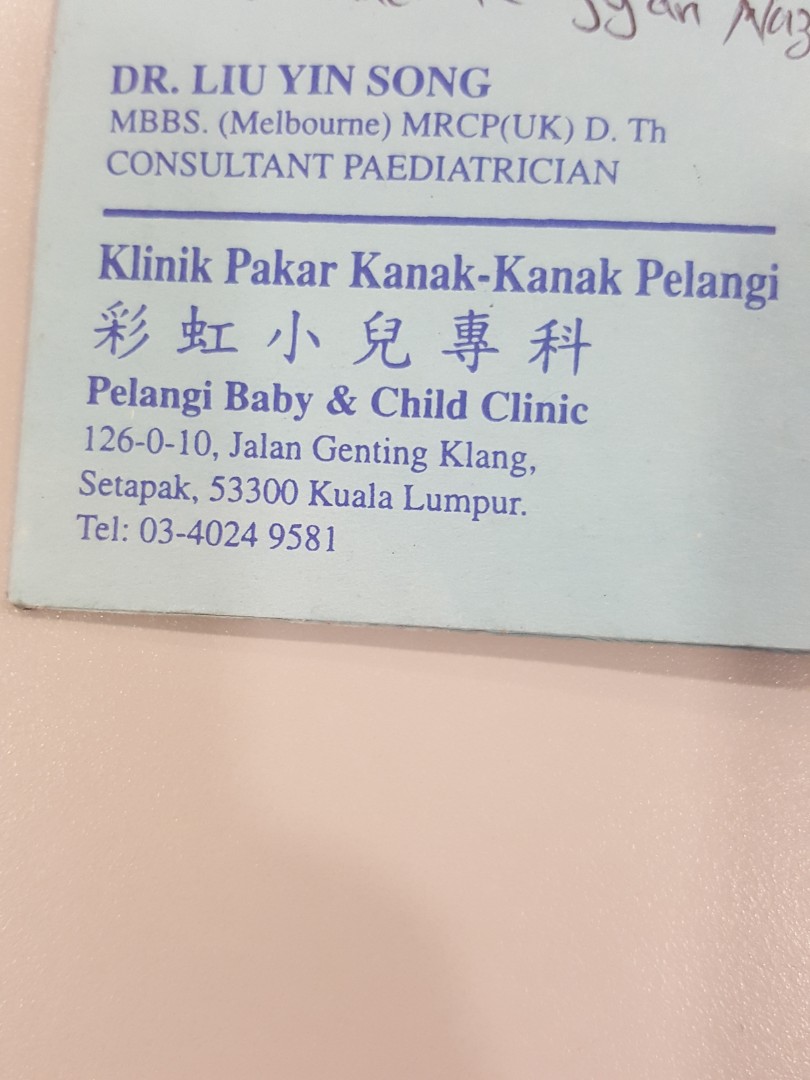 DR. LIU YIN SONG
MBBS. (Melbourne) MRCP(UK) D. Th
CONSULTANT PAEDIATRICIAN
Klinik Pakar Kanak-Kanak Pelangi
彩虹小兒專科
Pelangi Baby & Child Clinic
126-0-10, Jalan Genting Klang,
Setapak, 53300 Kuala Lumpur.
Tel: 03-4024 9581